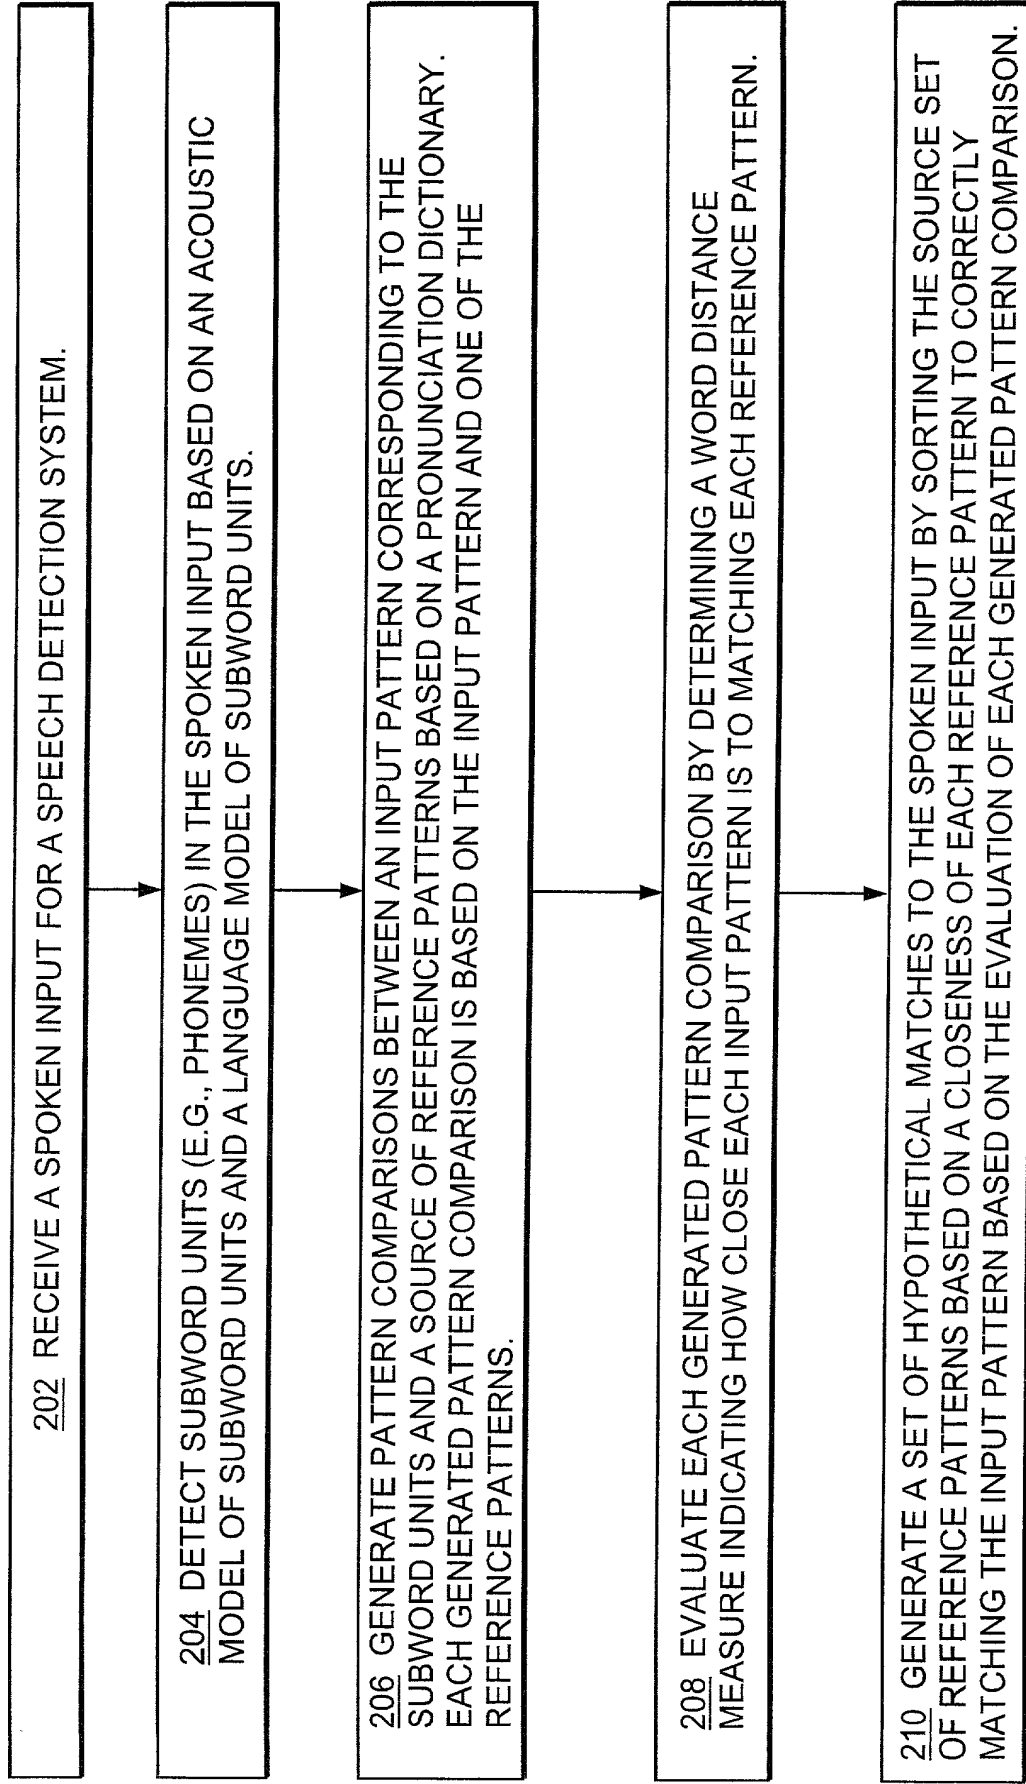 202 RECEIVE A SPOKEN INPUT FOR A SPEECH DETECTION SYSTEM.
204 DETECT SUBWORD UNITS (E.G., PHONEMES) IN THE SPOKEN INPUT BASED ON AN ACOUSTIC
MODEL OF SUBWORD UNITS AND A LANGUAGE MODEL OF SUBWORD UNITS.
206 GENERATE PATTERN COMPARISONS BETWEEN AN INPUT PATTERN CORRESPONDING TO THE
SUBWORD UNITS AND A SOURCE OF REFERENCE PATTERNS BASED ON A PRONUNCIATION DICTIONARY.
EACH GENERATED PATTERN COMPARISON IS BASED ON THE INPUT PATTERN AND ONE OF THE
REFERENCE PATTERNS.
208 EVALUATE EACH GENERATED PATTERN COMPARISON BY DETERMINING A WORD DISTANCE
MEASURE INDICATING HOW CLOSE EACH INPUT PATTERN IS TO MATCHING EACH REFERENCE PATTERN.
210 GENERATE A SET OF HYPOTHETICAL MATCHES TO THE SPOKEN INPUT BY SORTING THE SOURCE SET
OF REFERENCE PATTERNS BASED ON A CLOSENESS OF EACH REFERENCE PATTERN TO CORRECTLY
MATCHING THE INPUT PATTERN BASED ON THE EVALUATION OF EACH GENERATED PATTERN COMPARISON.